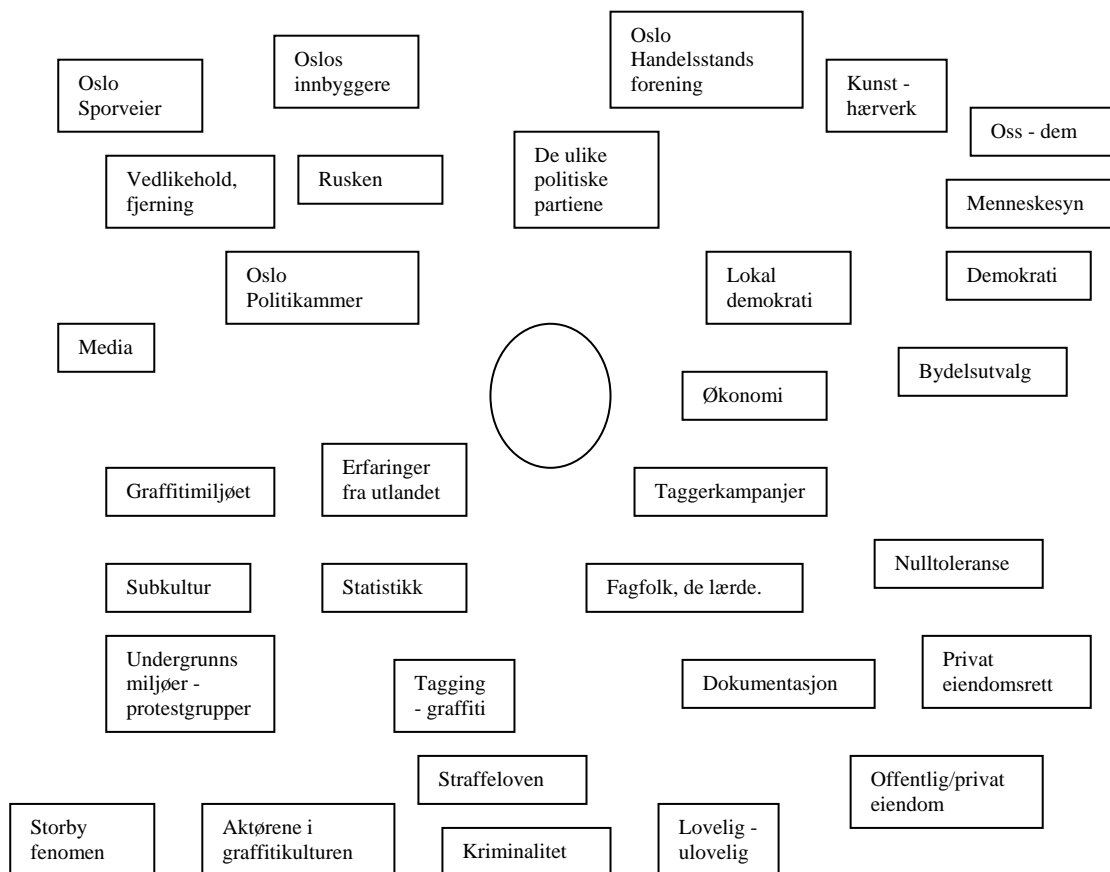 Oslo
Handelsstands
forening
Oslos
innbyggere
Oslo
Sporveier
Kunst -
hærverk
Oss - dem
De ulike
politiske
partiene
Vedlikehold,
fjerning
Rusken
Menneskesyn
Oslo
Politikammer
Lokal
demokrati
Demokrati
Media
Bydelsutvalg
Økonomi
Erfaringer
fra utlandet
Graffitimiljøet
Taggerkampanjer
Nulltoleranse
Subkultur
Statistikk
Fagfolk, de lærde.
Undergrunns
miljøer -
protestgrupper
Privat
eiendomsrett
Tagging
- graffiti
Dokumentasjon
Straffeloven
Offentlig/privat
eiendom
Storby
fenomen
Aktørene i
graffitikulturen
Kriminalitet
Lovelig -
ulovelig